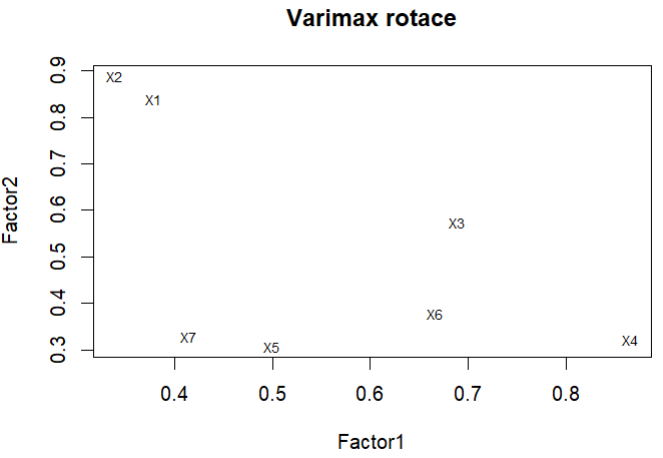 Varimax rotace
Factor2
0.9
0.8
0.7
0.6
0.5
0.4
0.3
X2
X1
X3
X6
X7
X5
X4
0.4 0.5 0.6 0.7 0.8
Factor1